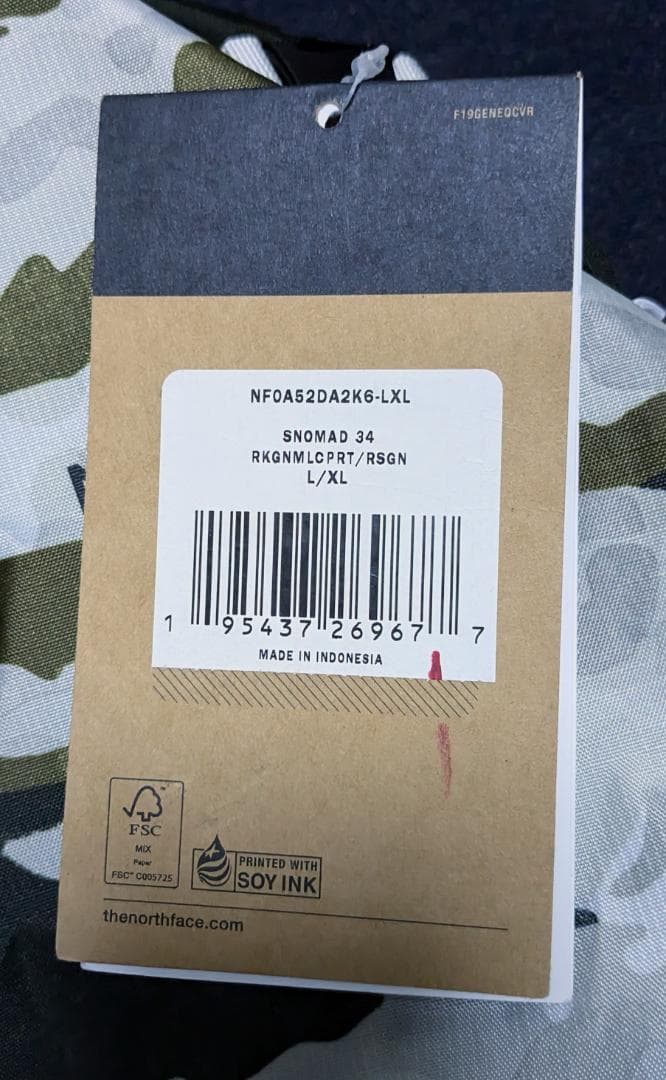 F19GENEQCVR
NF0A52DA2K6-LXL
SNOMAD 34
RKGNMLCPRT/RSGN
L/XL
1 95437 26967 7
MADE IN INDONESIA
FSC
MIX
Paper
FSC™ C005725
PRINTED WITH
SOY INK
thenorthface.com